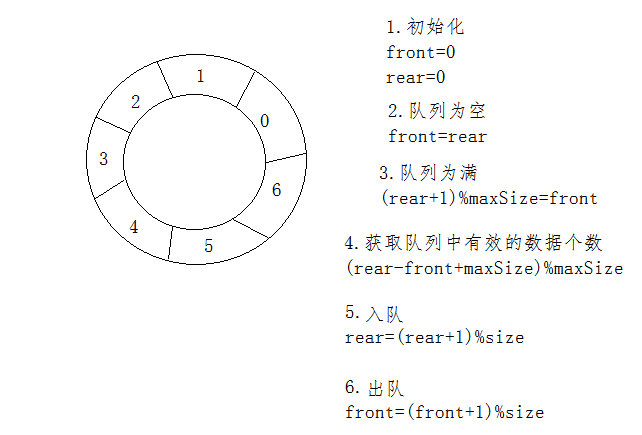 0
1
2
3
4
5
6
1.初始化
front=0
rear=0
2.队列为空
front=rear
3.队列为满
(rear+1)%maxSize=front
4.获取队列中有效的数据个数
(rear-front+maxSize)%maxSize
5.入队
rear=(rear+1)%size
6.出队
front=(front+1)%size